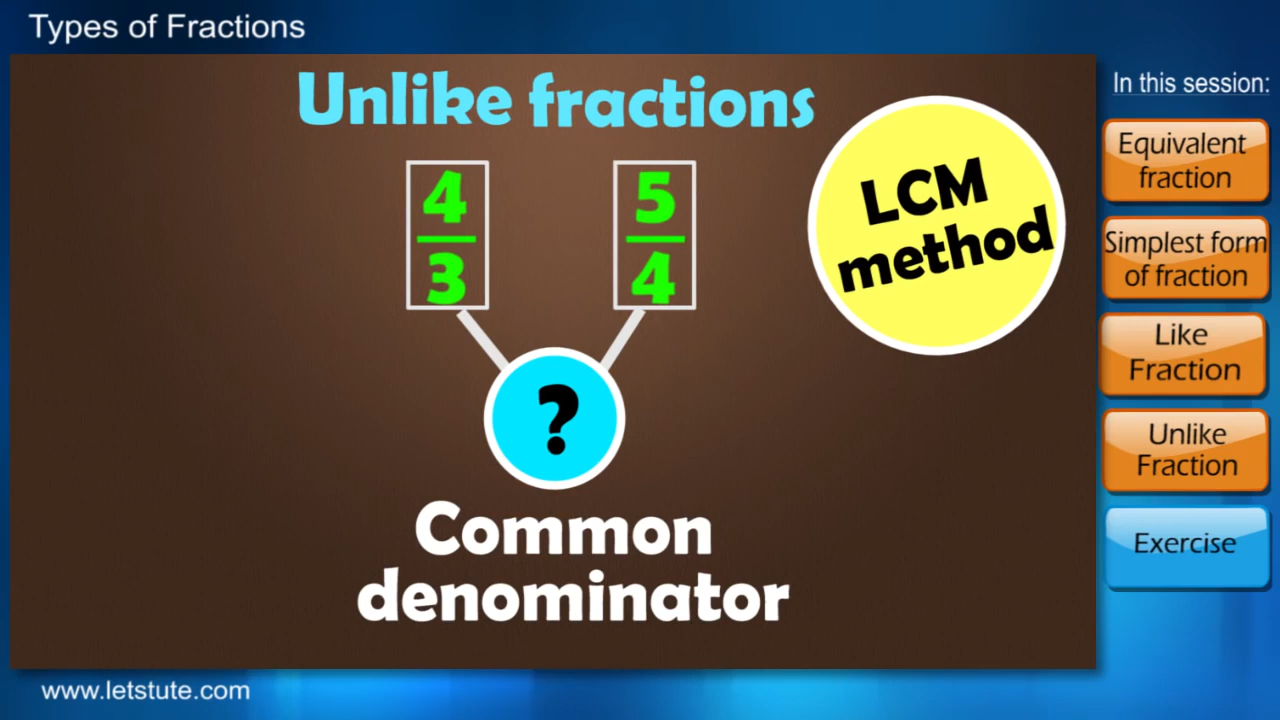 Types of Fractions
Unlike fractions
4
3
5
4
LCM
method
?
Common
denominator
In this session:
Equivalent
fraction
Simplest form
of fraction
Like
Fraction
Unlike
Fraction
Exercise
www.letstute.com